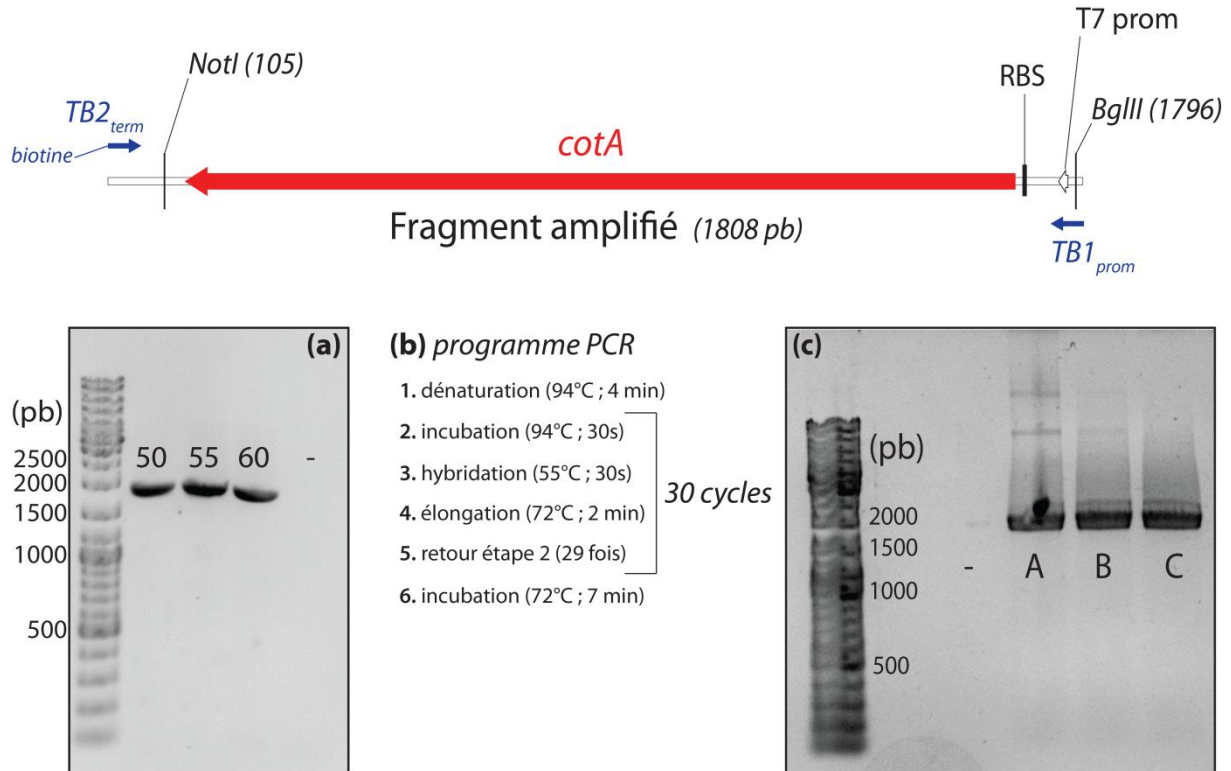 T7 prom
NotI (105)
RBS
BglII (1796)
TB2term
biotine
cotA
Fragment amplifié (1808 pb)
TB1prom
(a)
(pb)
50 55 60 -
2500
2000
1500
1000
500
(b) programme PCR
1. dénaturation (94°C ; 4 min)
2. incubation (94°C ; 30s)
3. hybridation (55°C ; 30s)
4. élongation (72°C ; 2 min)
5. retour étape 2 (29 fois)
6. incubation (72°C ; 7 min)
30 cycles
(c)
(pb)
2000
1500
1000
500
- A B C